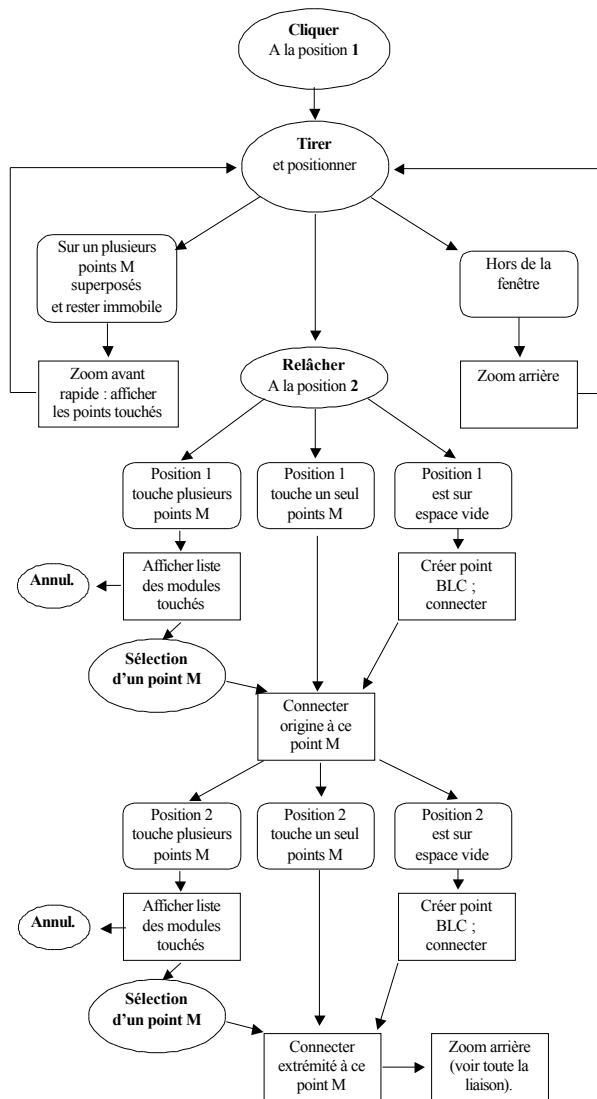 Cliquer
A la position 1
Tirer
et positionner
Sur un plusieurs
points M
superposés
et rester immobile
Hors de la
fenêtre
Zoom avant
rapide : afficher
les points touchés
Relâcher
A la position 2
Zoom arrière
Position 1
touche plusieurs
points M
Position 1
touche un seul
points M
Position 1
est sur
espace vide
Annul.
Afficher liste
des modules
touchés
Créer point
BLC ;
connecter
Sélection
d'un point M
Connecter
origine à ce
point M
Position 2
touche plusieurs
points M
Position 2
touche un seul
points M
Position 2
est sur
espace vide
Annul.
Afficher liste
des modules
touchés
Créer point
BLC ;
connecter
Sélection
d'un point M
Connecter
extrémité à ce
point M
Zoom arrière
(voir toute la
liaison).